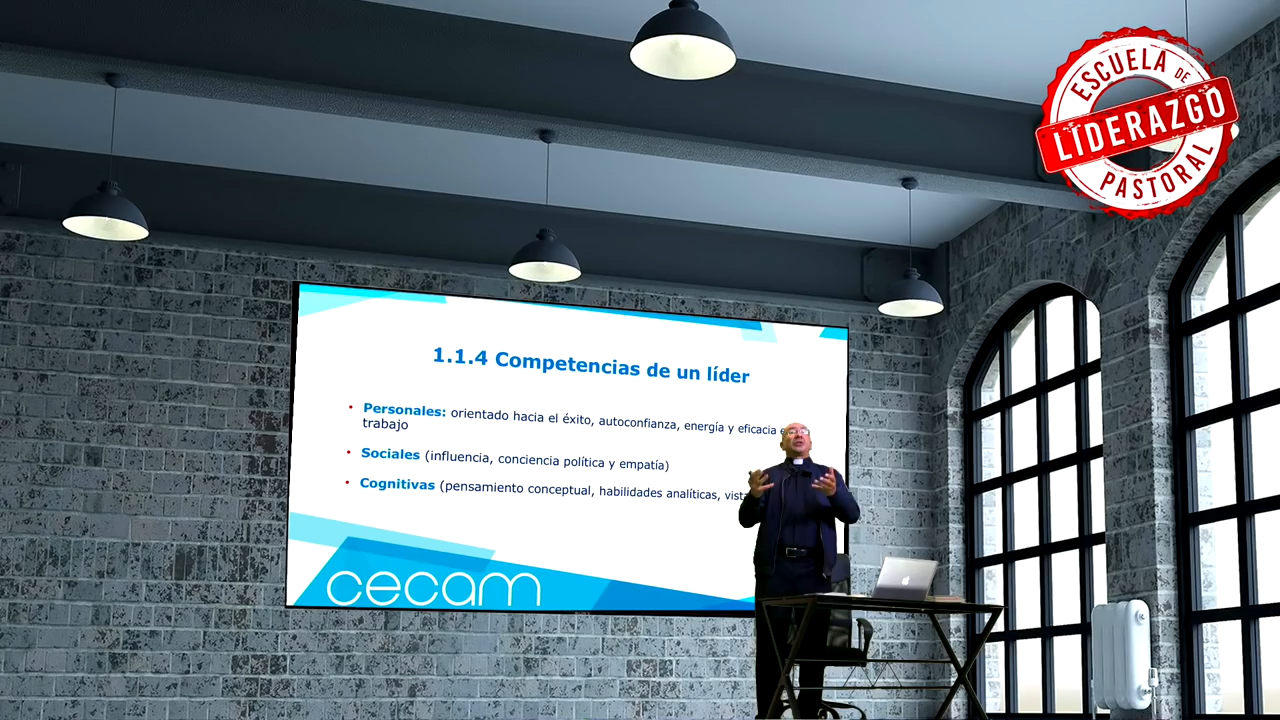 ESCUELA DE
LIDERAZGO
PASTORAL
1.1.4 Competencias de un líder
• Personales: orientado hacia el éxito, autoconfianza, energía y eficacia
trabajo
• Sociales (influencia, conciencia política y empatía)
• Cognitivas (pensamiento conceptual, habilidades analíticas,
cecam